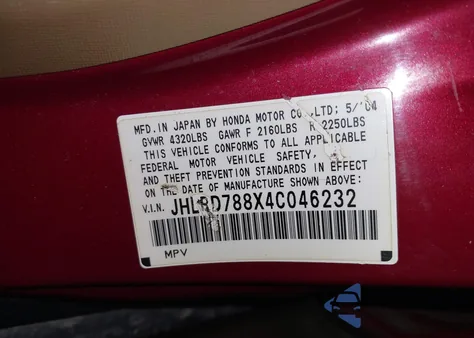 MFD.IN JAPAN BY HONDA MOTOR CO.,LTD: 5/'04
GVWR 4320LBS GAWR F 2160LBS R 2250LBS
THIS VEHICLE CONFORMS TO ALL APPLICABLE
FEDERAL MOTOR VEHICLE SAFETY,
AND THEFT PREVENTION STANDARDS IN EFFECT
ON THE DATE OF MANUFACTURE SHOWN ABOVE:
V.I.N. JHLRD788X4C046232
MPV